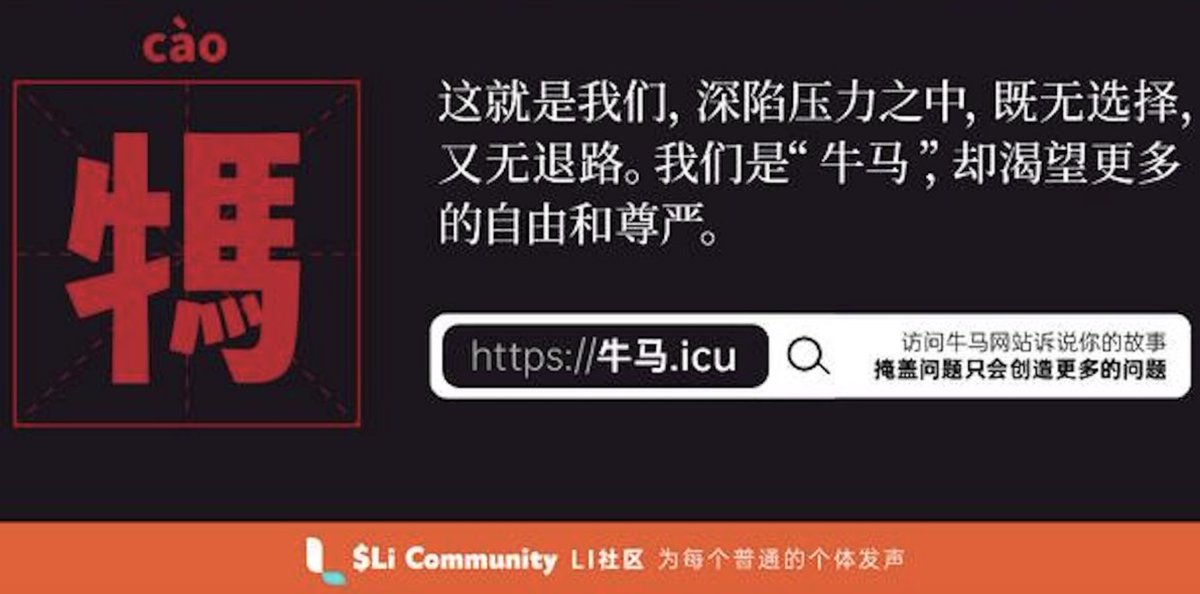 cào
犸
这就是我们，深陷压力之中，既无选择，
又无退路。我们是“牛马”，却渴望更多
的自由和尊严。
https://牛马.icu
访问牛马网站诉说你的故事
掩盖问题只会创造更多的问题
$Li Community LI社区 为每个普通的个体发声